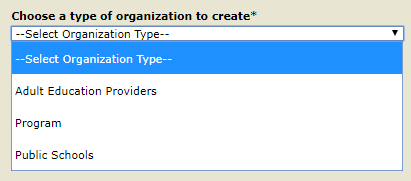 Choose a type of organization to create*
--Select Organization Type--
--Select Organization Type--
Adult Education Providers
Program
Public Schools